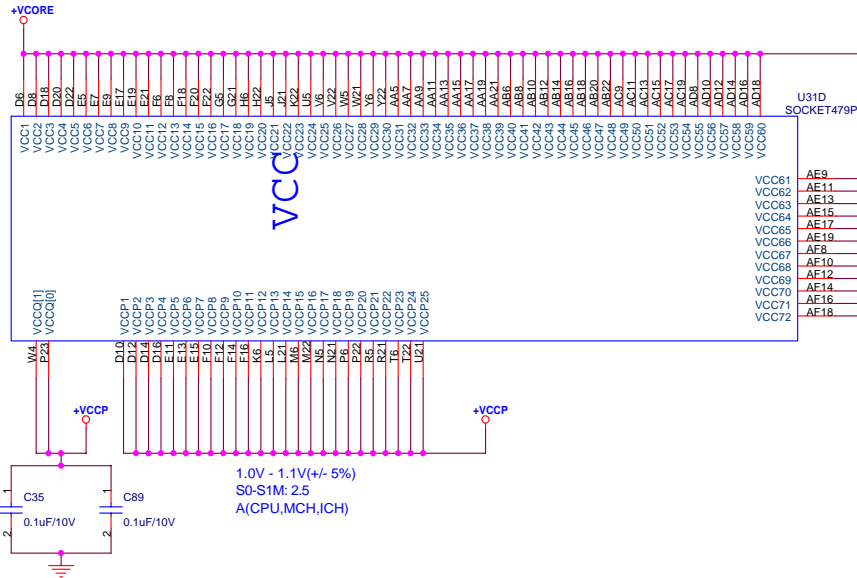 +VCORE
D6
D8
D18
D20
D22
E5
E7
E9
E17
E19
E21
F6
F8
F18
F20
F22
G5
G21
H6
H22
J5
J21
K22
U5
V6
V22
W5
W21
Y6
Y22
AA5
AA7
AA9
AA11
AA13
AA15
AA17
AA19
AA21
AB6
AB8
AB10
AB12
AB14
AB16
AB18
AB20
AB22
AC9
AC11
AC13
AC15
AC17
AC19
AD8
AD10
AD12
AD14
AD16
AD18
U31D
SOCKET479P
VCC1
VCC2
VCC3
VCC4
VCC5
VCC6
VCC7
VCC8
VCC9
VCC10
VCC11
VCC12
VCC13
VCC14
VCC15
VCC16
VCC17
VCC18
VCC19
VCC20
VCC21
VCC22
VCC23
VCC24
VCC25
VCC26
VCC27
VCC28
VCC29
VCC30
VCC31
VCC32
VCC33
VCC34
VCC35
VCC36
VCC37
VCC38
VCC39
VCC40
VCC41
VCC42
VCC43
VCC44
VCC45
VCC46
VCC47
VCC48
VCC49
VCC50
VCC51
VCC52
VCC53
VCC54
VCC55
VCC56
VCC57
VCC58
VCC59
VCC60
VCC
VCC61 AE9
VCC62 AE11
VCC63 AE13
VCC64 AE15
VCC65 AE17
VCC66 AE19
VCC67 AF8
VCC68 AF10
VCC69 AF12
VCC70 AF14
VCC71 AF16
VCC72 AF18
VCCQ[1]
VCCQ[0]
VCCP1
VCCP2
VCCP3
VCCP4
VCCP5
VCCP6
VCCP7
VCCP8
VCCP9
VCCP10
VCCP11
VCCP12
VCCP13
VCCP14
VCCP15
VCCP16
VCCP17
VCCP18
VCCP19
VCCP20
VCCP21
VCCP22
VCCP23
VCCP24
VCCP25
W4
P23
D10
D12
D14
D16
E11
E13
E15
F10
F12
F14
F16
K6
L5
L21
M6
M22
N5
N21
P6
P22
R5
R21
T6
T22
U21
+VCCP
+VCCP
1.0V - 1.1V(+/- 5%)
S0-S1M: 2.5
A(CPU,MCH,ICH)
1
C35
0.1uF/10V
2
1
C89
0.1uF/10V
2